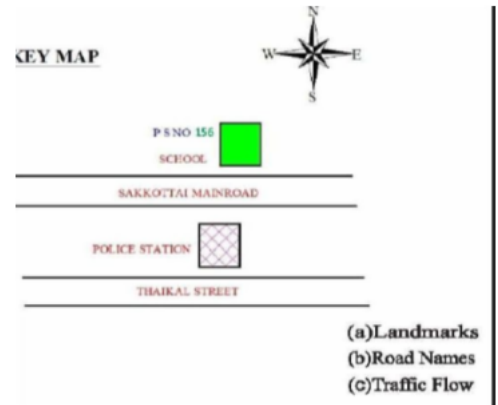 N
KEY MAP
W E
S
P S NO 156
SCHOOL
SAKKOTTAI MAINROAD
POLICE STATION
THAIKAL STREET
(a)Landmarks
(b)Road Names
(c)Traffic Flow